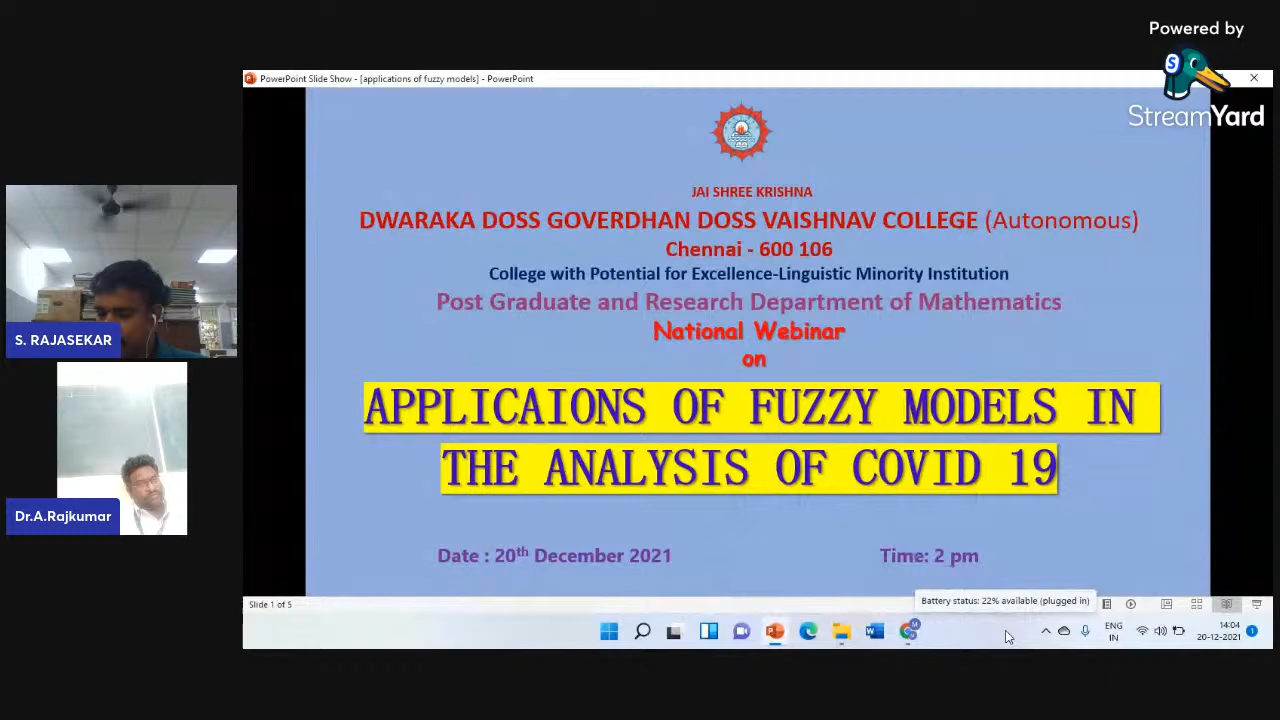 Powered by
StreamYard
PowerPoint Slide Show - [applications of fuzzy models] - PowerPoint
JAI SHREE KRISHNA
DWARAKA DOSS GOVERDHAN DOSS VAISHNAV COLLEGE (Autonomous)
Chennai - 600 106
College with Potential for Excellence-Linguistic Minority Institution
Post Graduate and Research Department of Mathematics
National Webinar
on
APPLICAIONS OF FUZZY MODELS IN
THE ANALYSIS OF COVID 19
Date : 20th December 2021 Time: 2 pm
S. RAJASEKAR
Dr.A.Rajkumar
Slide 1 of 5
Battery status: 22% available (plugged in)
ENG
IN
14:04
20-12-2021
1